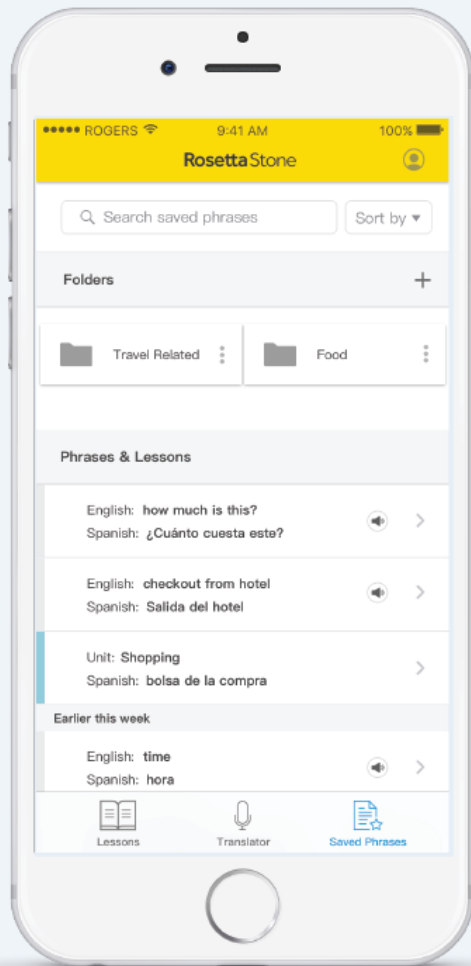 ROGERS 9:41 AM 100%
RosettaStone
Search saved phrases Sort by
Folders +
Travel Related Food
Phrases & Lessons
English: how much is this?
Spanish: ¿Cuánto cuesta este?
English: checkout from hotel
Spanish: Salida del hotel
Unit: Shopping
Spanish: bolsa de la compra
Earlier this week
English: time
Spanish: hora
Lessons Translator Saved Phrases